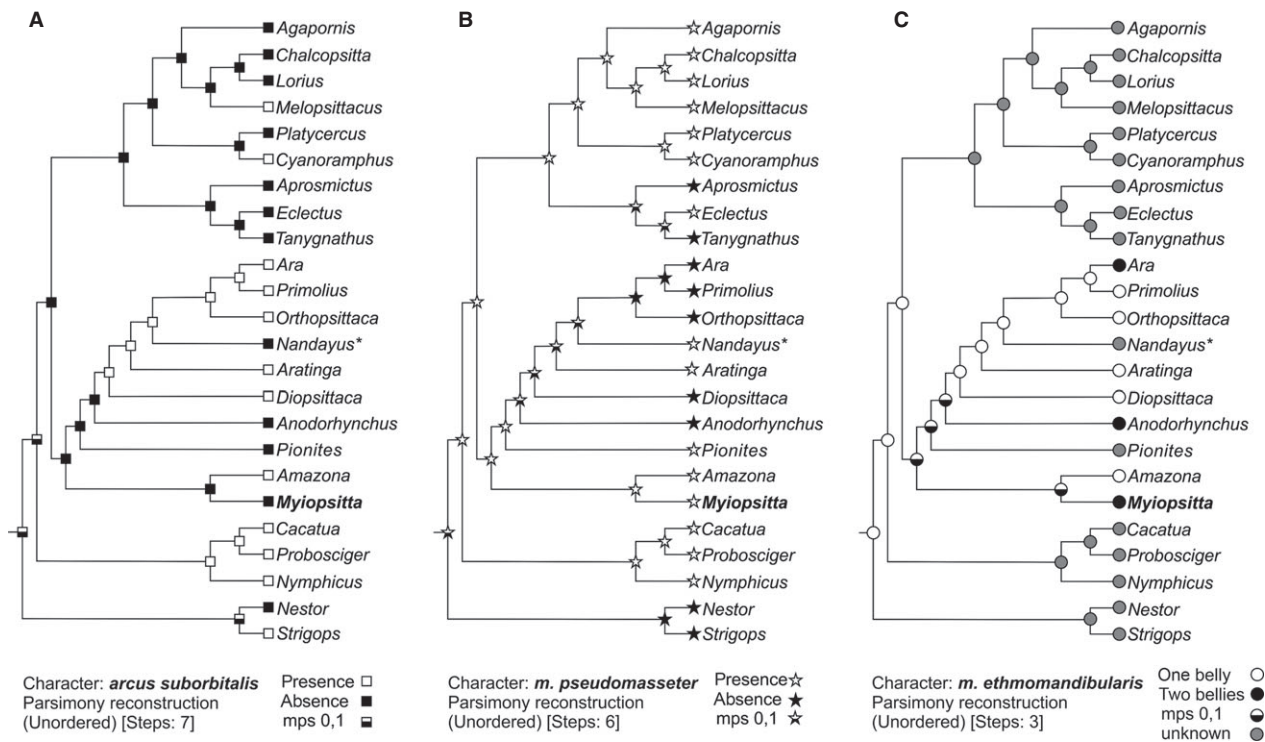 A
Agapornis
Chalcopsitta
Lorius
Melopsittacus
Platycercus
Cyanoramphus
Aprosmictus
Eclectus
Tanygnathus
Ara
Primolius
Orthopsittaca
Nandayus*
Aratinga
Diopsittaca
Anodorhynchus
Pionites
Amazona
Myiopsitta
Cacatua
Probosciger
Nymphicus
Nestor
Strigops
Character: arcus suborbitalis
Parsimony reconstruction
(Unordered) [Steps: 7]
Presence
Absence
mps 0,1
B
Agapornis
Chalcopsitta
Lorius
Melopsittacus
Platycercus
Cyanoramphus
Aprosmictus
Eclectus
Tanygnathus
Ara
Primolius
Orthopsittaca
Nandayus*
Aratinga
Diopsittaca
Anodorhynchus
Pionites
Amazona
Myiopsitta
Cacatua
Probosciger
Nymphicus
Nestor
Strigops
Character: m. pseudomasseter
Parsimony reconstruction
(Unordered) [Steps: 6]
Presence
Absence
mps 0,1
C
Agapornis
Chalcopsitta
Lorius
Melopsittacus
Platycercus
Cyanoramphus
Aprosmictus
Eclectus
Tanygnathus
Ara
Primolius
Orthopsittaca
Nandayus*
Aratinga
Diopsittaca
Anodorhynchus
Pionites
Amazona
Myiopsitta
Cacatua
Probosciger
Nymphicus
Nestor
Strigops
Character: m. ethmomandibularis
Parsimony reconstruction
(Unordered) [Steps: 3]
One belly
Two bellies
mps 0,1
unknown